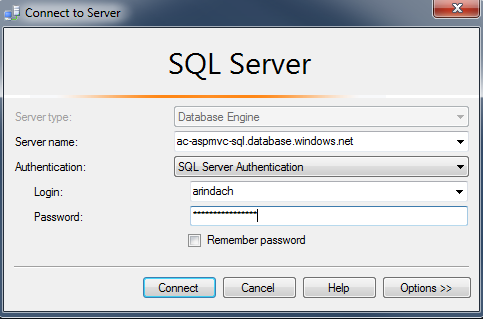 Connect to Server
SQL Server
Server type: Database Engine
Server name: ac-aspmvc-sql.database.windows.net
Authentication: SQL Server Authentication
Login: arindach
Password: ****************
Remember password
Connect Cancel Help Options >>